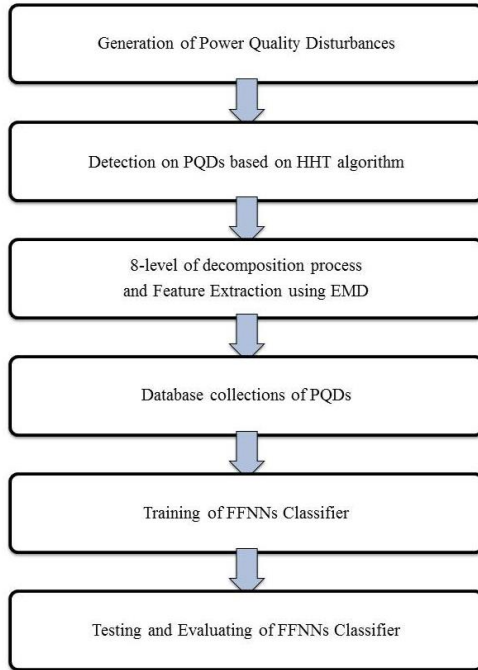 Generation of Power Quality Disturbances
Detection on PQDs based on HHT algorithm
8-level of decomposition process
and Feature Extraction using EMD
Database collections of PQDs
Training of FFNNs Classifier
Testing and Evaluating of FFNNs Classifier